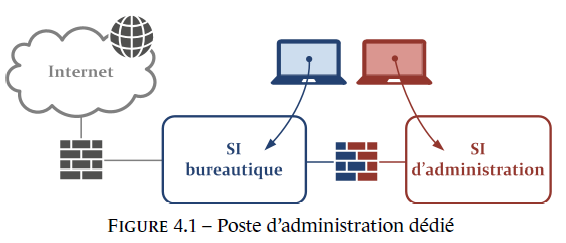 Internet
SI
bureautique
SI
d'administration
FIGURE 4.1 – Poste d'administration dédié